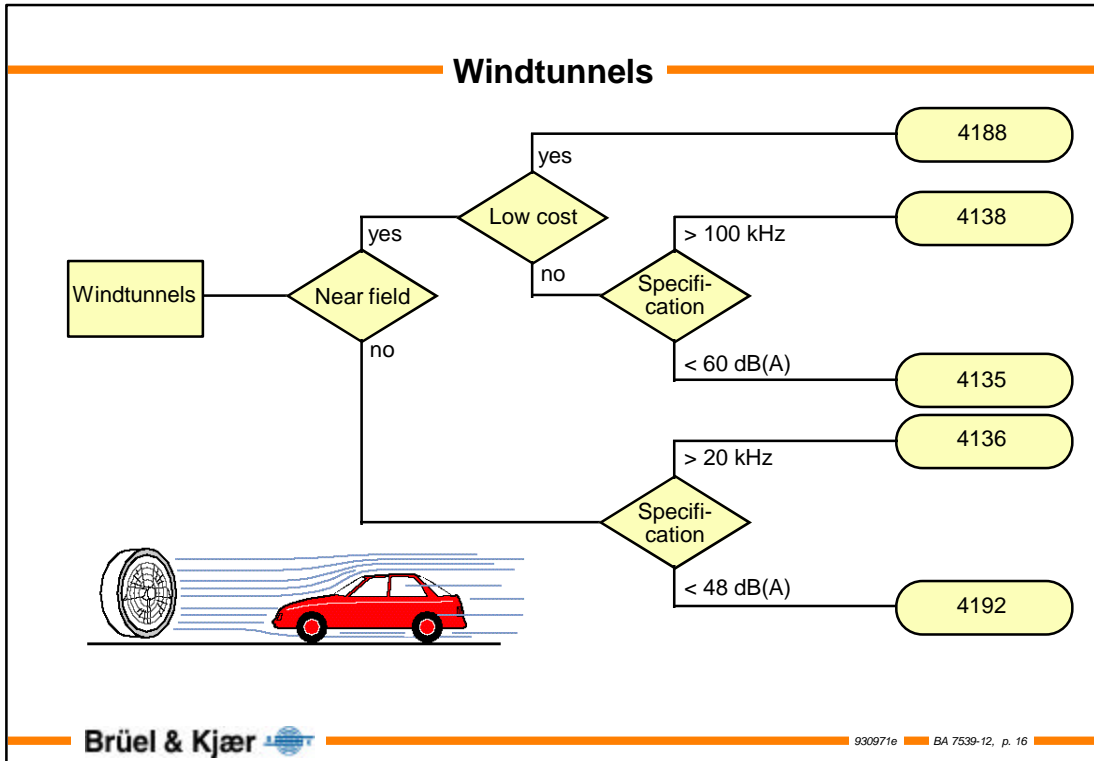 Windtunnels
4188
yes
Low cost
4138
yes
> 100 kHz
no
Windtunnels
Near field
Specifi-
cation
no
< 60 dB(A)
4135
4136
> 20 kHz
Specifi-
cation
< 48 dB(A)
4192
Brüel & Kjær
930971e
BA 7539-12, p. 16